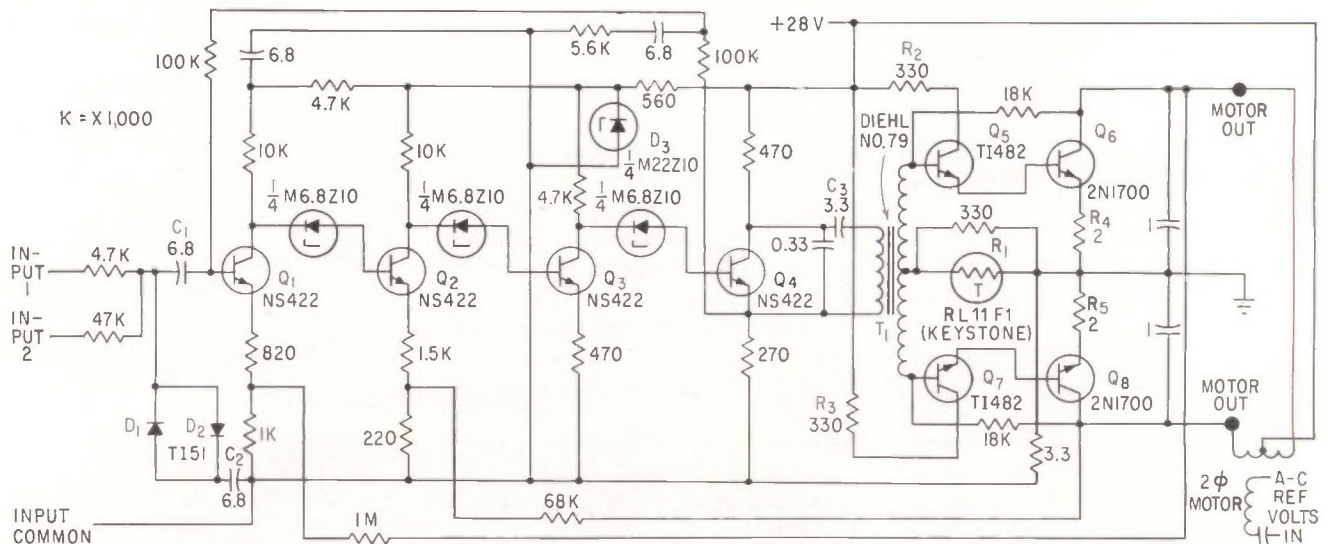 +28 V
R2
330
5.6K
6.8
100K
6.8
100K
4.7K
560
18K
MOTOR
OUT
K = X 1,000
10K
10K
D3
1/4 M22Z10
470
DIEHL
NO.79
Q5
TI482
Q6
2N1700
1/4 M6.8Z10
1/4 M6.8Z10
4.7K
1/4 M6.8Z10
C3
3.3
R4
2
1
330
C1
6.8
0.33
IN-
PUT
1
4.7K
Q1
NS422
Q2
NS422
Q3
NS422
Q4
NS422
R1
T
RL11F1
(KEYSTONE)
T1
R5
2
1
IN-
PUT
2
47K
820
1.5K
470
270
Q7
TI482
Q8
2N1700
MOTOR
OUT
R3
330
D1
D2
TI51
1K
220
18K
3.3
C2
6.8
2ϕ
MOTOR
A-C
REF
VOLTS
IN
68K
INPUT
COMMON
1M